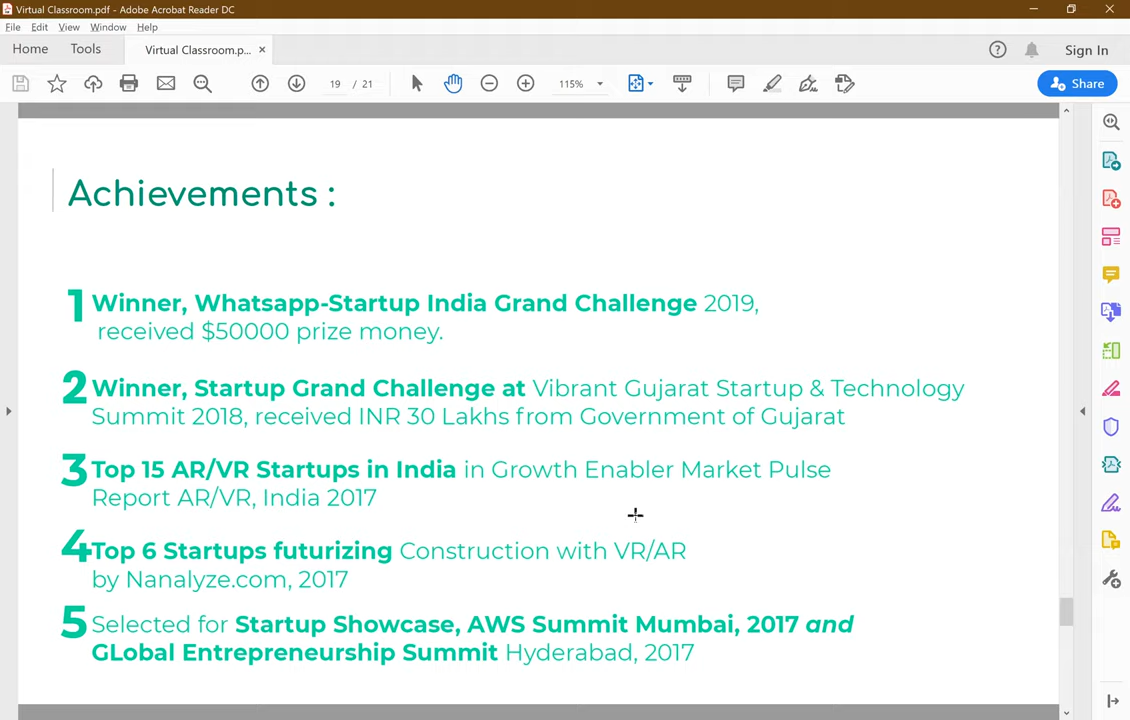 Virtual Classroom.pdf - Adobe Acrobat Reader DC
File Edit View Window Help
Home Tools Virtual Classroom.p... × Sign In
19 / 21 115% Share
Achievements :
1 Winner, Whatsapp-Startup India Grand Challenge 2019,
received $50000 prize money.
2 Winner, Startup Grand Challenge at Vibrant Gujarat Startup & Technology
Summit 2018, received INR 30 Lakhs from Government of Gujarat
3 Top 15 AR/VR Startups in India in Growth Enabler Market Pulse
Report AR/VR, India 2017
4 Top 6 Startups futurizing Construction with VR/AR
by Nanalyze.com, 2017
5 Selected for Startup Showcase, AWS Summit Mumbai, 2017 and
GLobal Entrepreneurship Summit Hyderabad, 2017